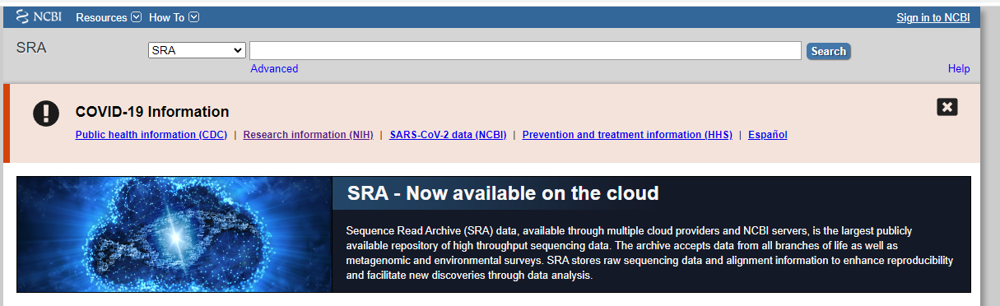 NCBI Resources How To Sign in to NCBI
SRA SRA Search
Advanced Help
COVID-19 Information
Public health information (CDC) | Research information (NIH) | SARS-CoV-2 data (NCBI) | Prevention and treatment information (HHS) | Español
SRA - Now available on the cloud
Sequence Read Archive (SRA) data, available through multiple cloud providers and NCBI servers, is the largest publicly
available repository of high throughput sequencing data. The archive accepts data from all branches of life as well as
metagenomic and environmental surveys. SRA stores raw sequencing data and alignment information to enhance reproducibility
and facilitate new discoveries through data analysis.